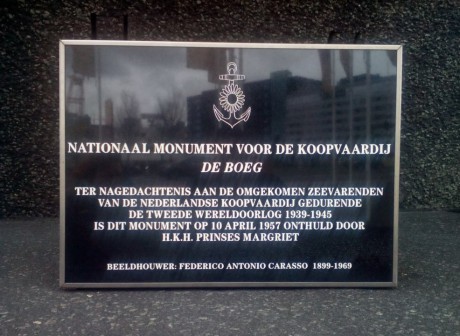 NATIONAAL MONUMENT VOOR DE KOOPVAARDIJ
DE BOEG
TER NAGEDACHTENIS AAN DE OMGEKOMEN ZEEVARENDEN
VAN DE NEDERLANDSE KOOPVAARDIJ GEDURENDE
DE TWEEDE WERELDOORLOG 1939-1945
IS DIT MONUMENT OP 10 APRIL 1957 ONTHULD DOOR
H.K.H. PRINSES MARGRIET
BEELDHOUWER: FEDERICO ANTONIO CARASSO 1899-1969